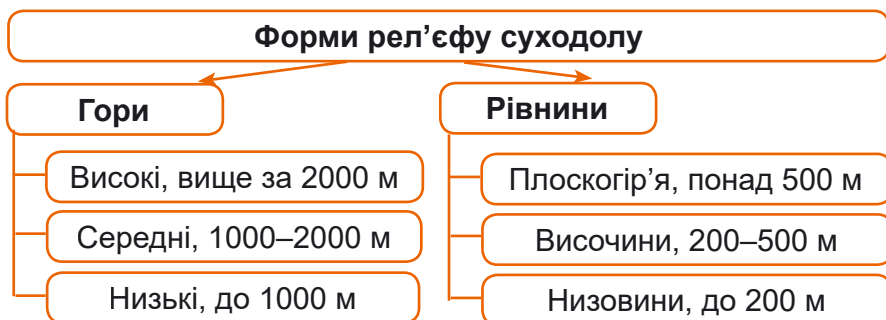 Форми рел’єфу суходолу
Гори
Високі, вище за 2000 м
Середні, 1000–2000 м
Низькі, до 1000 м
Рівнини
Плоскогір’я, понад 500 м
Височини, 200–500 м
Низовини, до 200 м